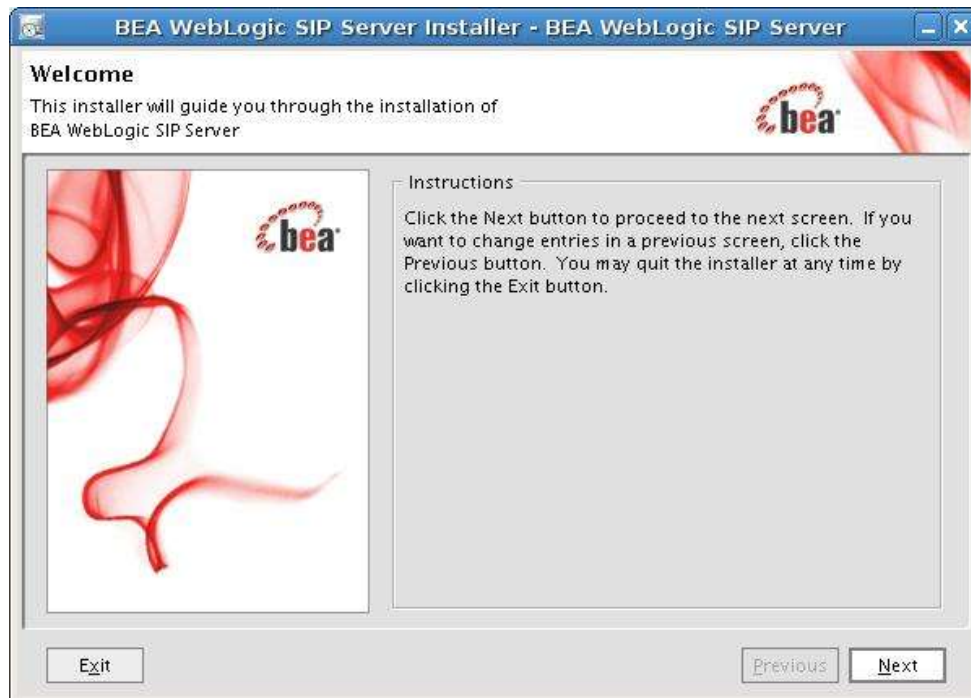 BEA WebLogic SIP Server Installer - BEA WebLogic SIP Server
Welcome
This installer will guide you through the installation of
BEA WebLogic SIP Server
bea
bea
Instructions
Click the Next button to proceed to the next screen. If you
want to change entries in a previous screen, click the
Previous button. You may quit the installer at any time by
clicking the Exit button.
Exit
Previous
Next